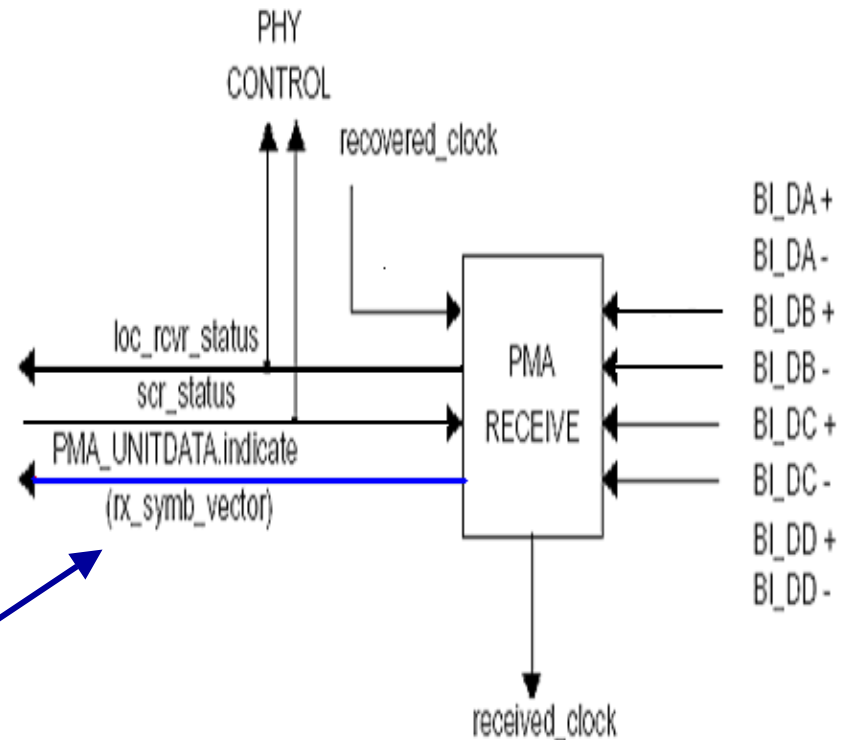 PHY
CONTROL
recovered_clock
BI_DA +
BI_DA -
BI_DB +
BI_DB -
BI_DC +
BI_DC -
BI_DD +
BI_DD -
loc_rcvr_status
scr_status
PMA_UNITDATA.indicate
(rx_symb_vector)
PMA
RECEIVE
received_clock